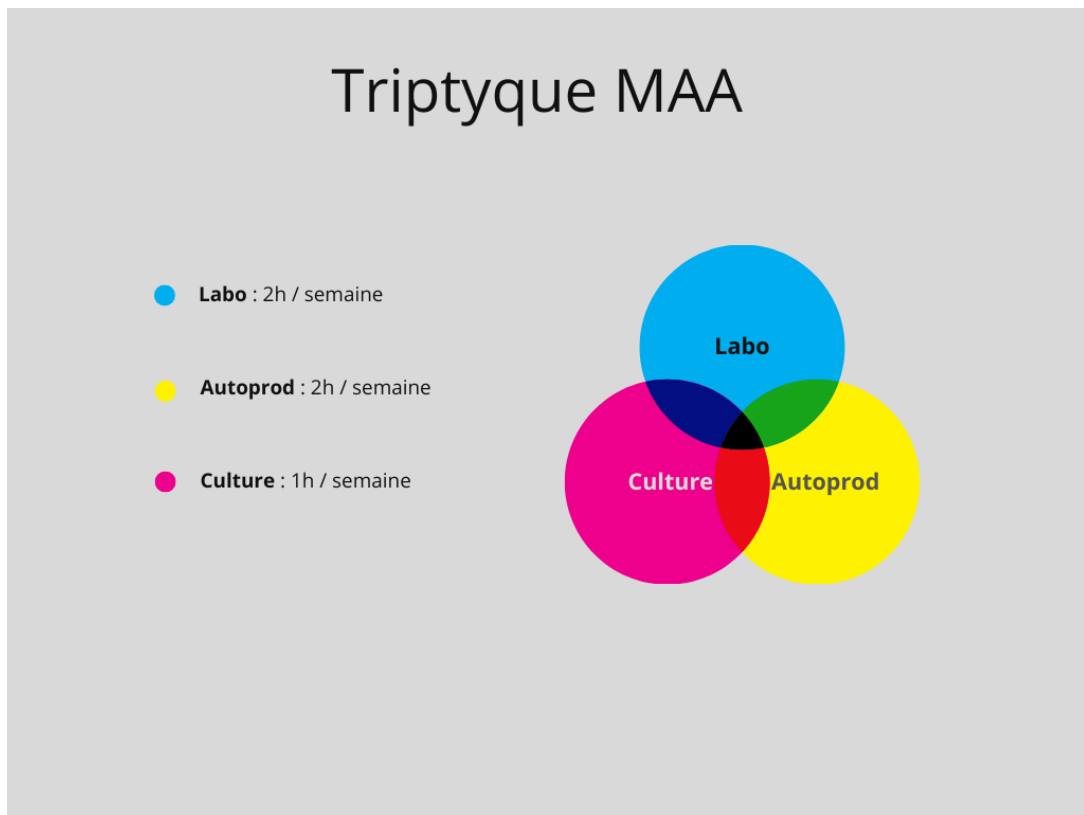 Triptyque MAA
Labo : 2h / semaine
Autoprod : 2h / semaine
Culture : 1h / semaine
Labo
Culture
Autoprod